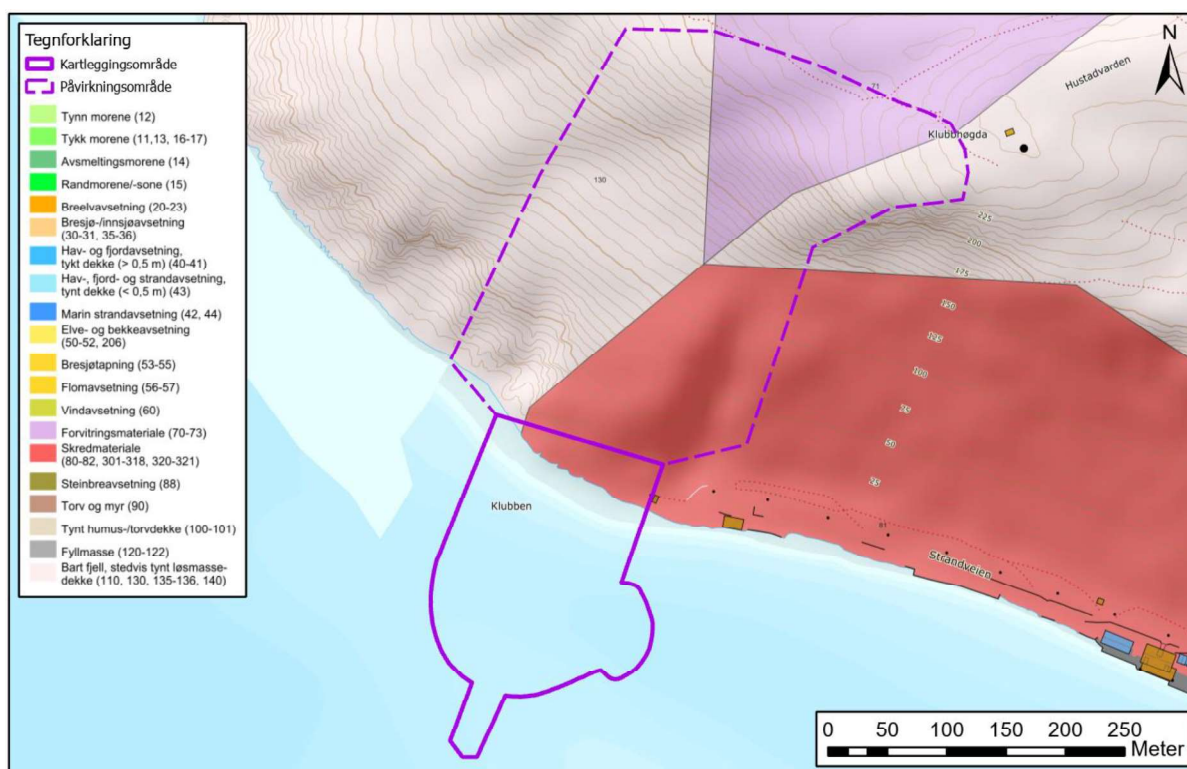 Tegnforklaring
Kartleggingsområde
Påvirkningsområde
Tynn morene (12)
Tykk morene (11,13, 16-17)
Avsmeltingsmorene (14)
Randmorene/-sone (15)
Breelvavsetning (20-23)
Bresjø-/innsjøavsetning
(30-31, 35-36)
Hav- og fjordavsetning,
tykt dekke (> 0,5 m) (40-41)
Hav-, fjord- og strandavsetning,
tynt dekke (< 0,5 m) (43)
Marin strandavsetning (42, 44)
Elve- og bekkeavsetning
(50-52, 206)
Bresjøtapning (53-55)
Flomavsetning (56-57)
Vindavsetning (60)
Forvitringsmateriale (70-73)
Skredmateriale
(80-82, 301-318, 320-321)
Steinbreavsetning (88)
Torv og myr (90)
Tynt humus-/torvdekke (100-101)
Fyllmasse (120-122)
Bart fjell, stedvis tynt løsmasse-
dekke (110, 130, 135-136, 140)
N
Hustadvarden
71
Klubbhøgda
130
225
200
175
150
125
100
75
50
25
Klubben
81
Strandveien
0 50 100 150 200 250
Meter